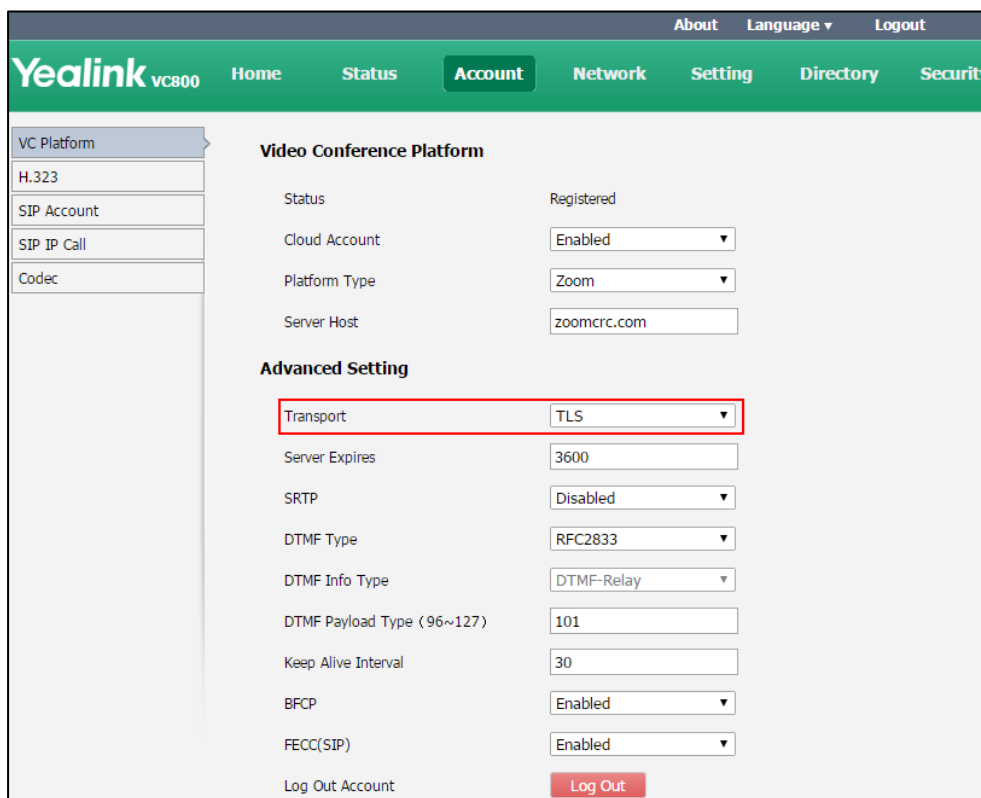 About Language ▾ Logout
Yealink VC800 Home Status Account Network Setting Directory Securit
VC Platform
H.323
SIP Account
SIP IP Call
Codec
Video Conference Platform
Status Registered
Cloud Account Enabled
Platform Type Zoom
Server Host zoomcrc.com
Advanced Setting
Transport TLS
Server Expires 3600
SRTP Disabled
DTMF Type RFC2833
DTMF Info Type DTMF-Relay
DTMF Payload Type (96~127) 101
Keep Alive Interval 30
BFCP Enabled
FECC(SIP) Enabled
Log Out Account Log Out